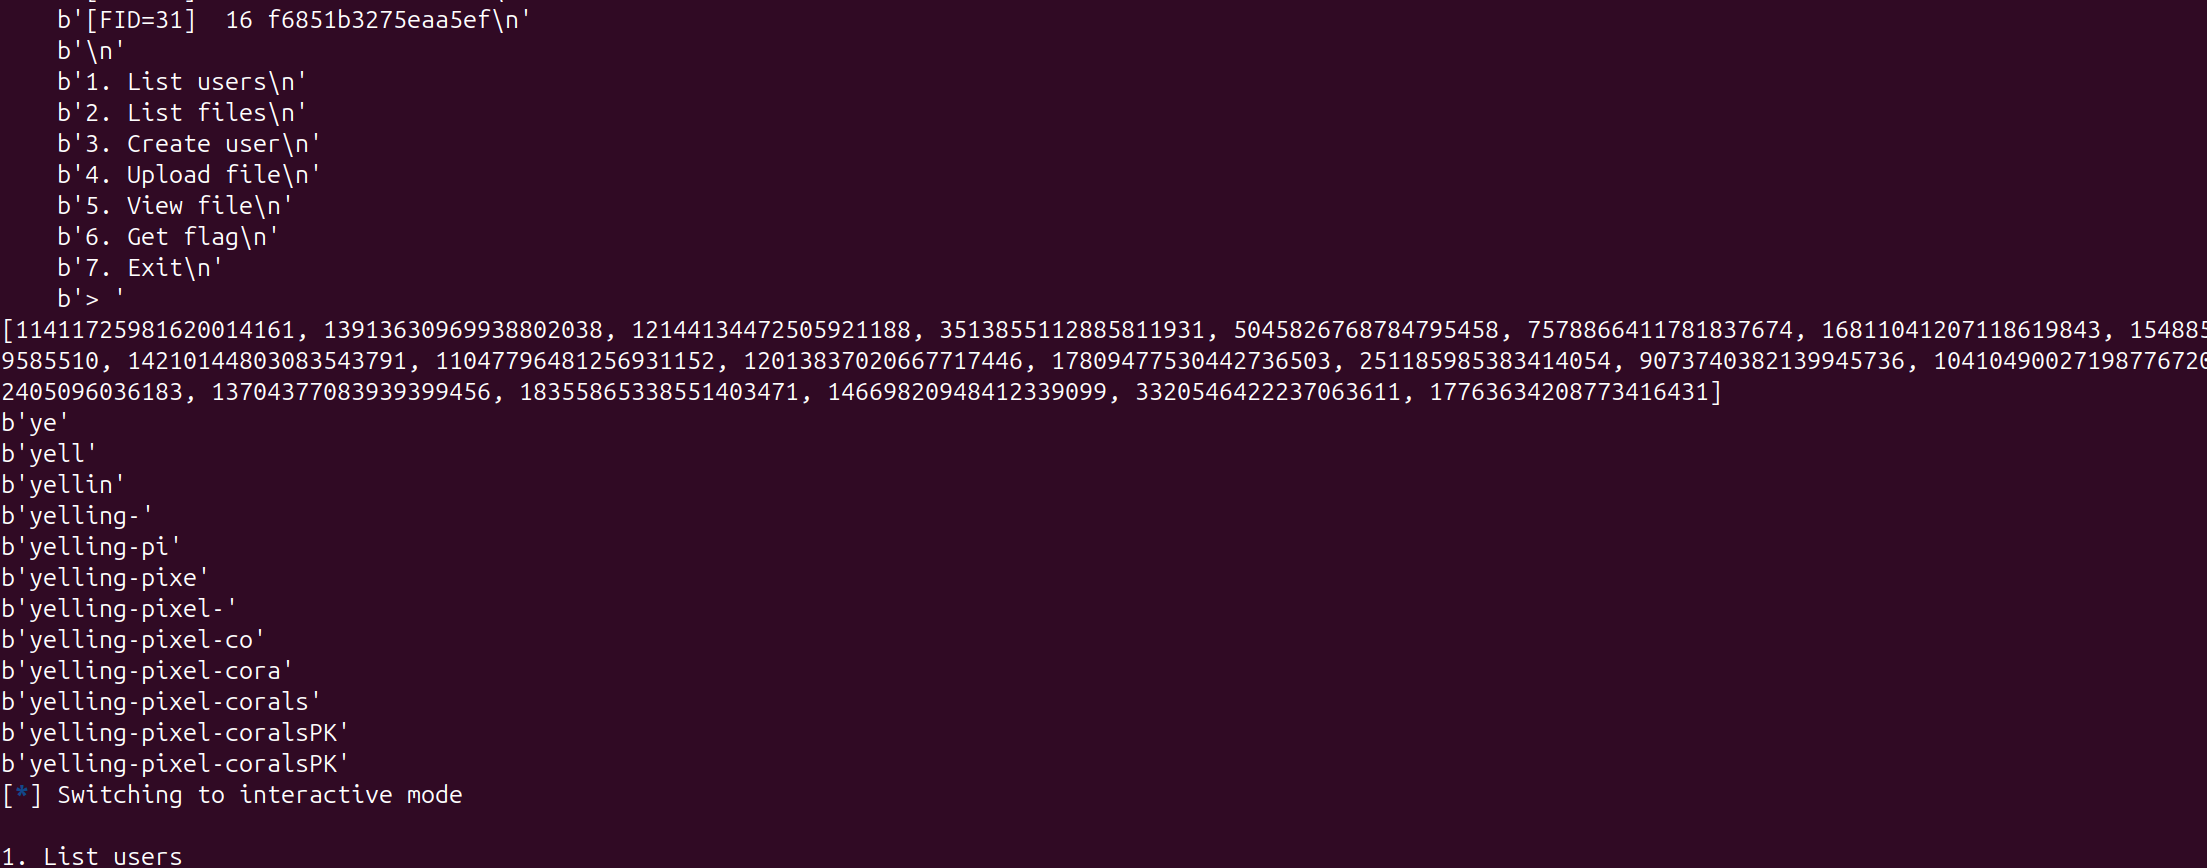 b'[FID=31]  16 f6851b3275eaa5ef\n'
b'\n'
b'1. List users\n'
b'2. List files\n'
b'3. Create user\n'
b'4. Upload file\n'
b'5. View file\n'
b'6. Get flag\n'
b'7. Exit\n'
b'> '
[11411725981620014161, 13913630969938802038, 12144134472505921188, 3513855112885811931, 5045826768784795458, 7578866411781837674, 16811041207118619843, 154885
9585510, 14210144803083543791, 11047796481256931152, 12013837020667717446, 17809477530442736503, 251185985383414054, 9073740382139945736, 1041049002719877672
2405096036183, 13704377083939399456, 18355865338551403471, 14669820948412339099, 3320546422237063611, 17763634208773416431]
b'ye'
b'yell'
b'yellin'
b'yelling-'
b'yelling-pi'
b'yelling-pixe'
b'yelling-pixel-'
b'yelling-pixel-co'
b'yelling-pixel-cora'
b'yelling-pixel-corals'
b'yelling-pixel-coralsPK'
b'yelling-pixel-coralsPK'
[*] Switching to interactive mode
1. List users